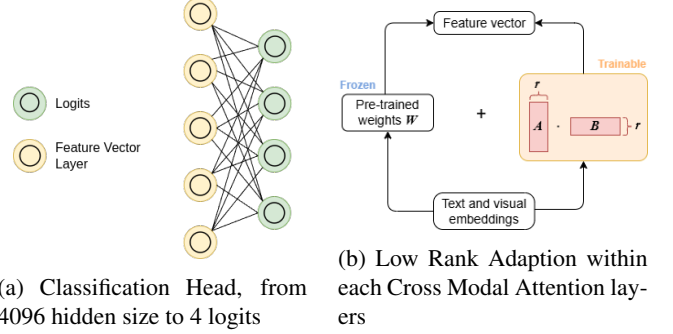 Logits
Feature Vector
Layer
(a) Classification Head, from
4096 hidden size to 4 logits
Feature vector
Frozen
Trainable
Pre-trained
weights W
+
r
A
·
B
r
Text and visual
embeddings
(b) Low Rank Adaption within
each Cross Modal Attention lay-
ers